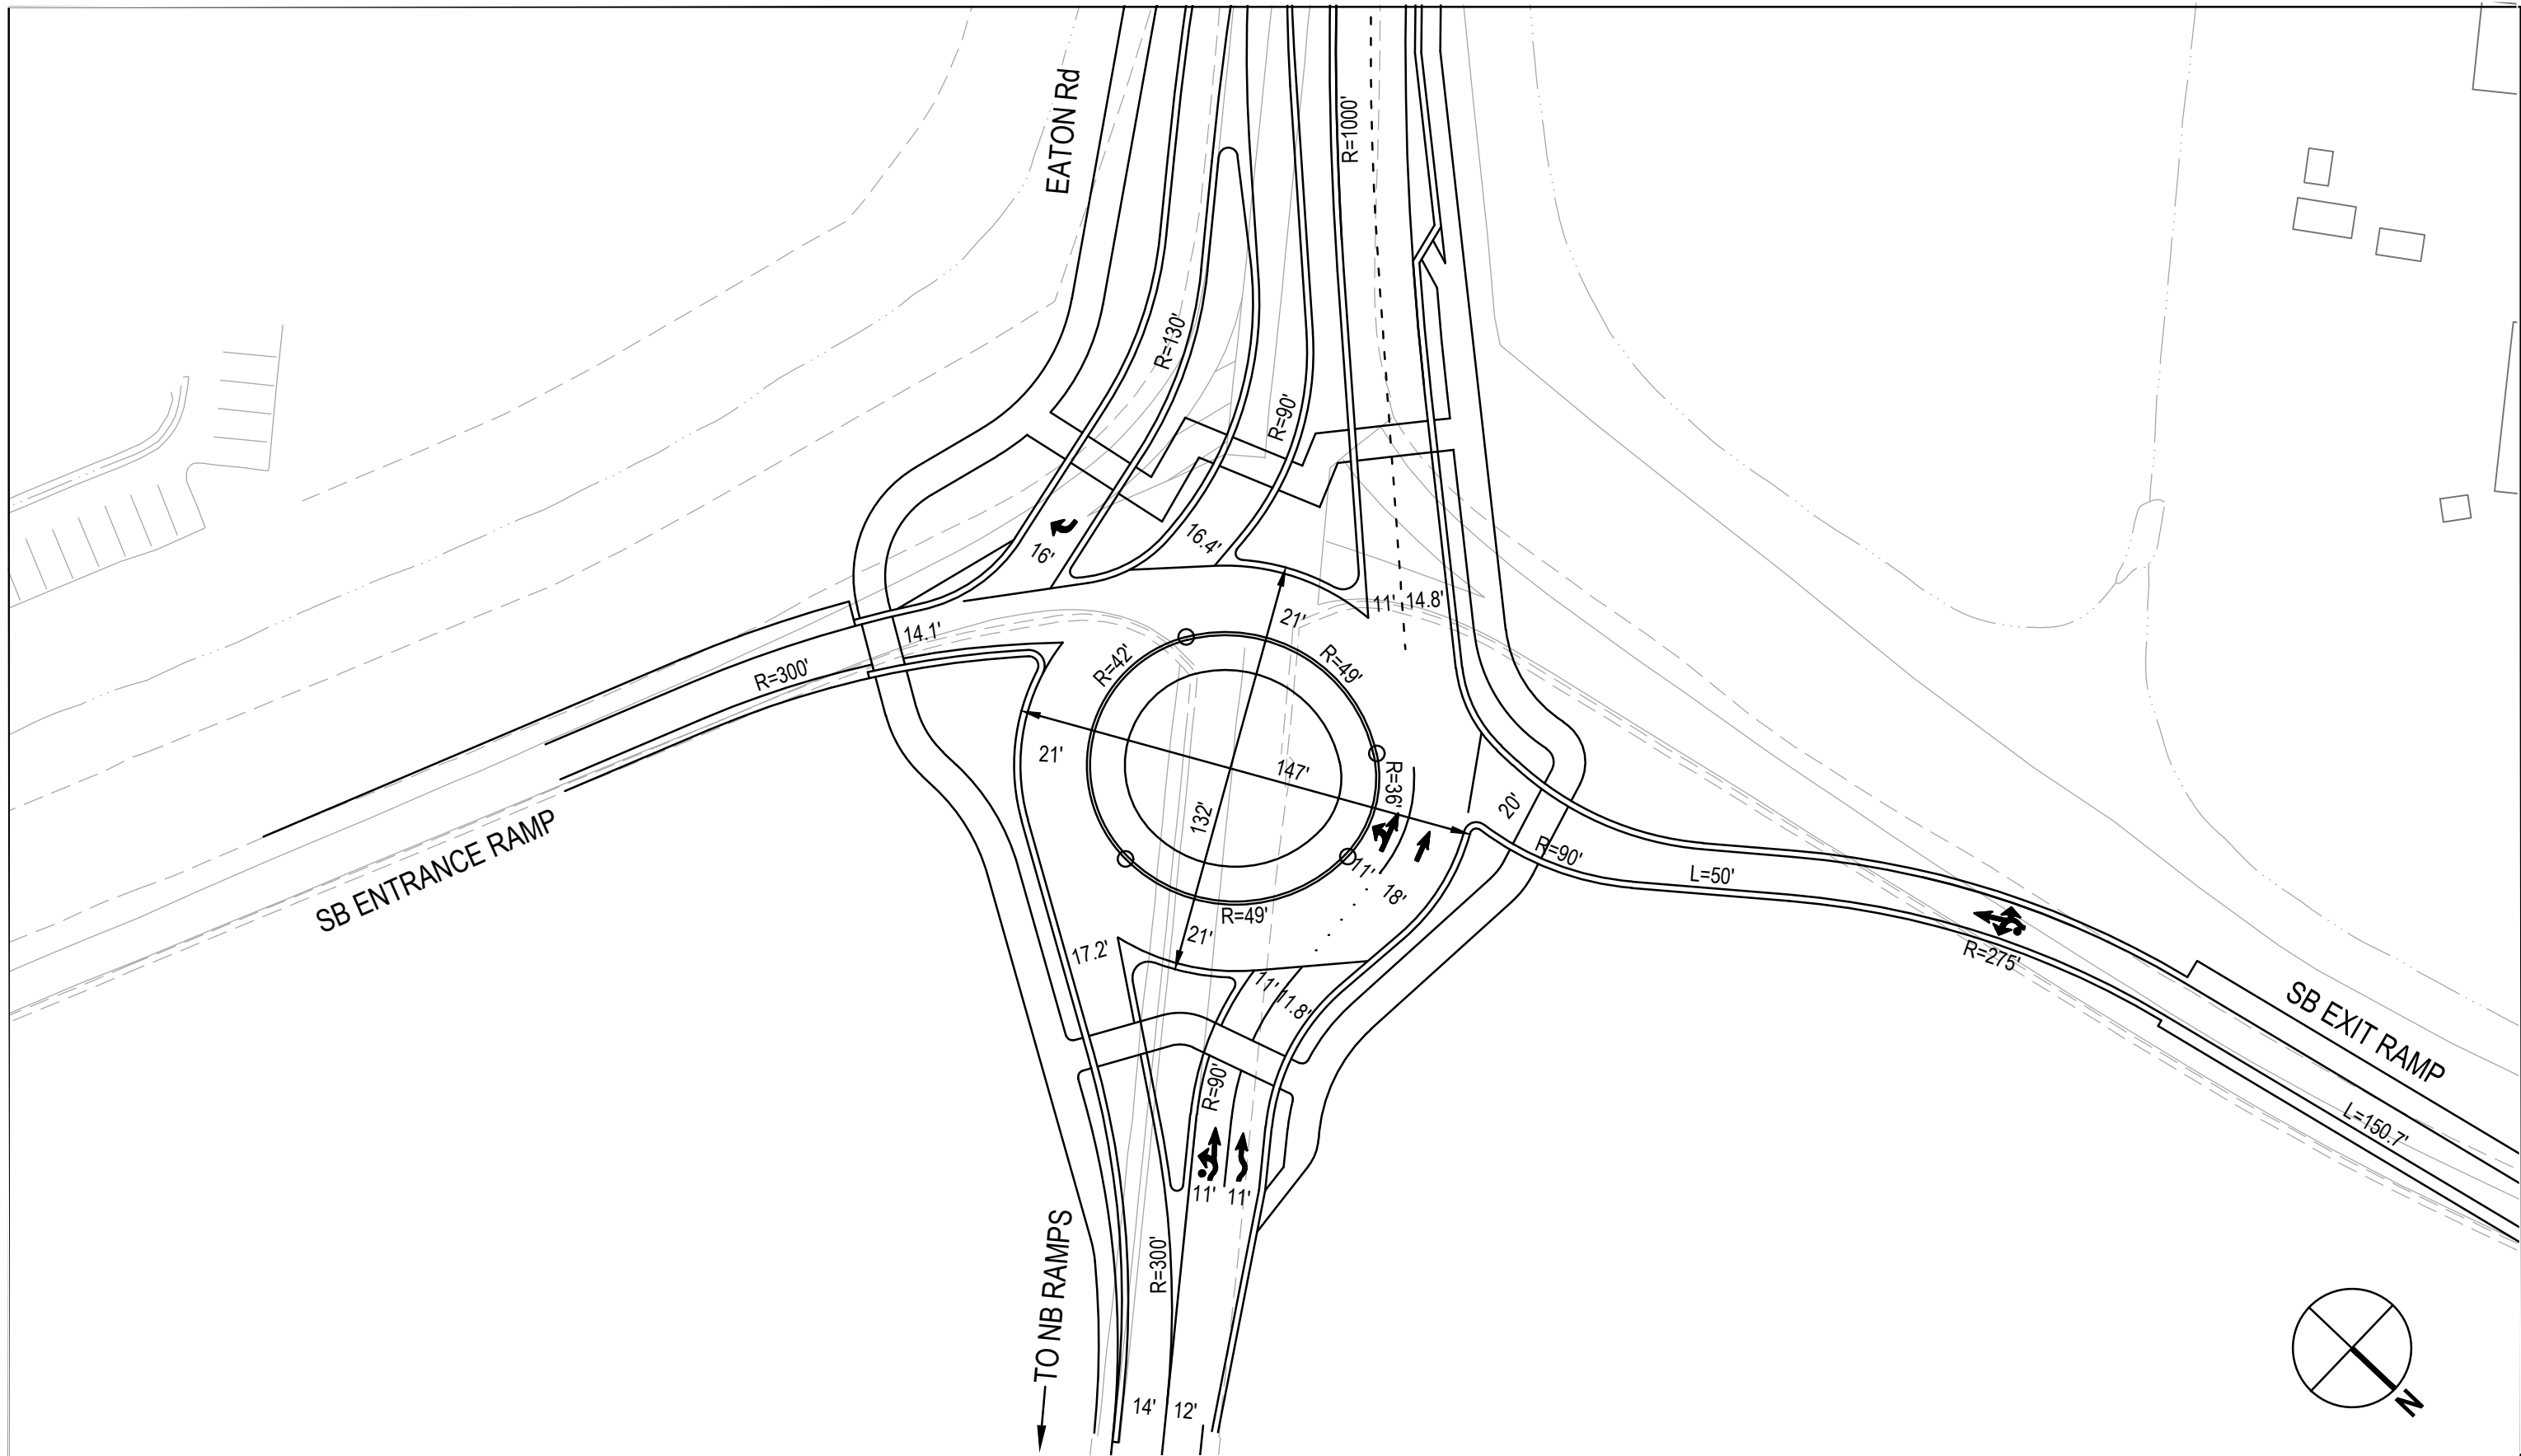 EATON Rd
R=1000'
R=130'
R=90'
16'
16.4'
11'
14.8'
21'
14.1'
R=300'
R=42'
R=49'
21'
147'
R=36'
132'
20'
R=90'
L=50'
11'
18'
SB ENTRANCE RAMP
R=49'
21'
17.2'
R=275'
11'
11.8'
SB EXIT RAMP
R=90'
L=150.7'
11'
11'
TO NB RAMPS
R=300'
14'
12'
N